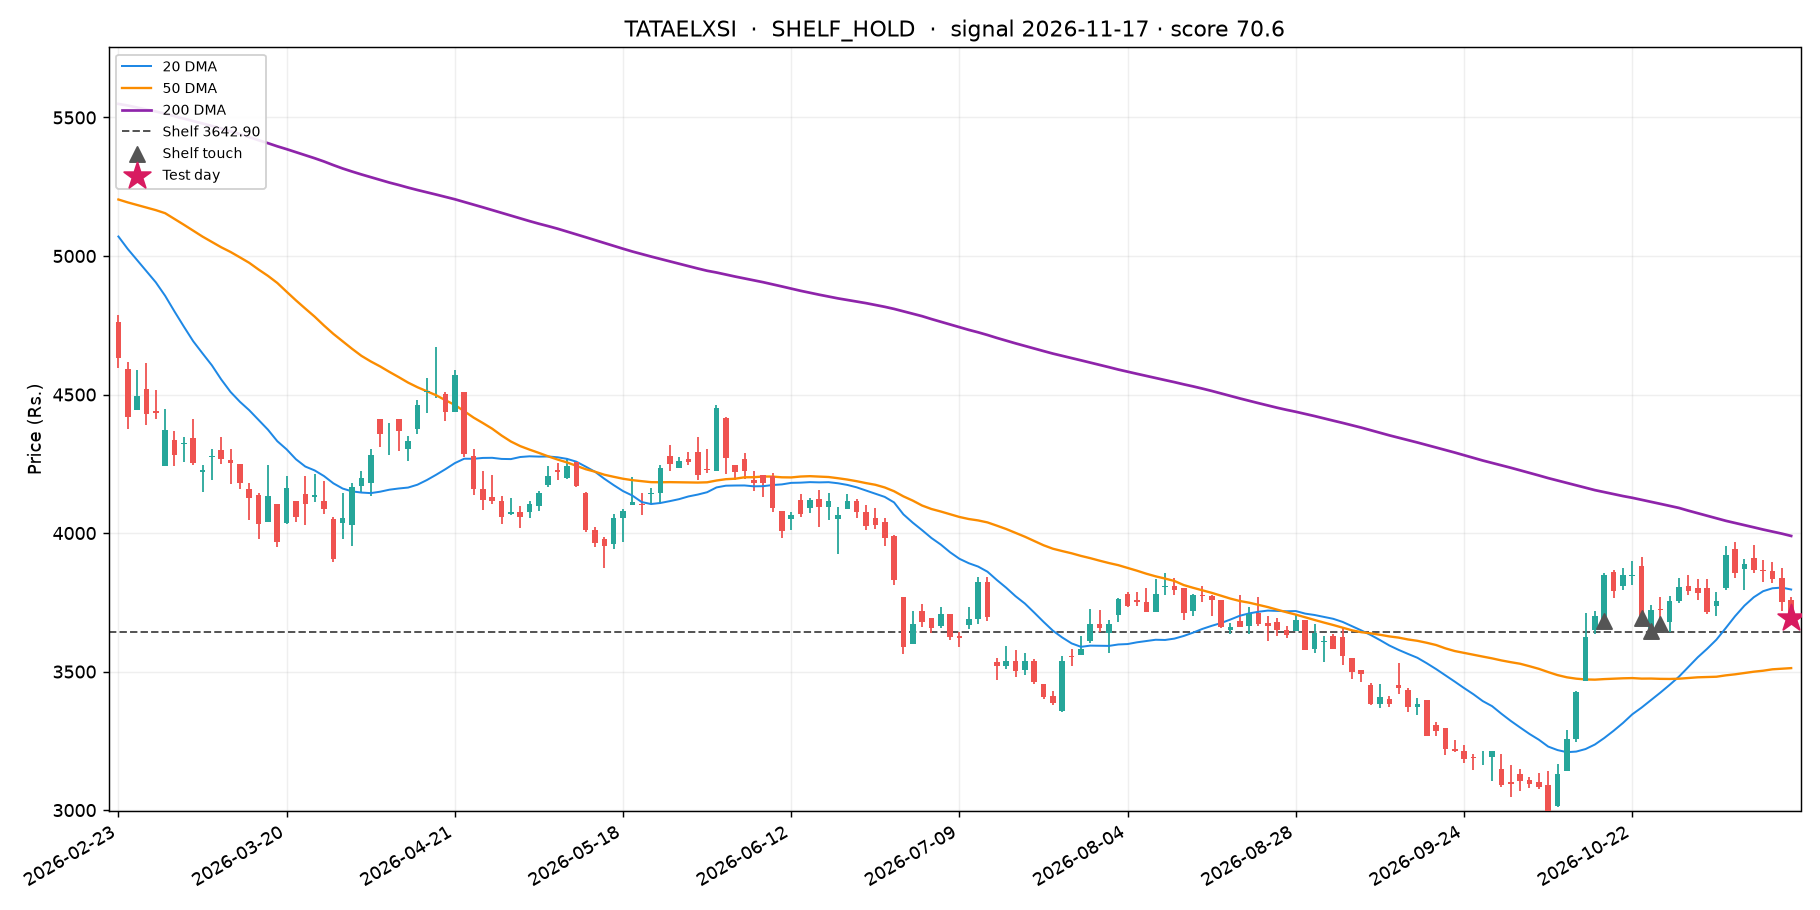 TATAELXSI · SHELF_HOLD · signal 2026-11-17 · score 70.6
20 DMA
50 DMA
200 DMA
Shelf 3642.90
Shelf touch
Test day
Price (Rs.)
5500
5000
4500
4000
3500
3000
2026-02-23
2026-03-20
2026-04-21
2026-05-18
2026-06-12
2026-07-09
2026-08-04
2026-08-28
2026-09-24
2026-10-22